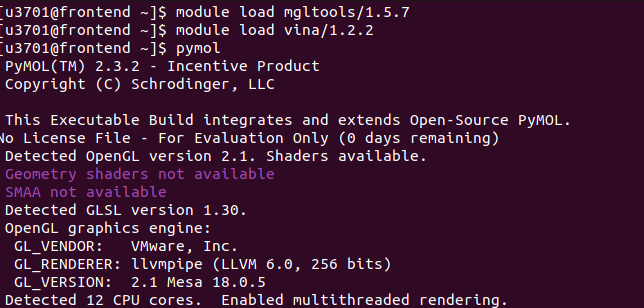 [u3701@frontend ~]$ module load mgltools/1.5.7
[u3701@frontend ~]$ module load vina/1.2.2
[u3701@frontend ~]$ pymol
PyMOL(TM) 2.3.2 - Incentive Product
Copyright (C) Schrodinger, LLC
This Executable Build integrates and extends Open-Source PyMOL.
No License File - For Evaluation Only (0 days remaining)
Detected OpenGL version 2.1. Shaders available.
Geometry shaders not available
SMAA not available
Detected GLSL version 1.30.
OpenGL graphics engine:
GL_VENDOR: VMware, Inc.
GL_RENDERER: llvmpipe (LLVM 6.0, 256 bits)
GL_VERSION: 2.1 Mesa 18.0.5
Detected 12 CPU cores. Enabled multithreaded rendering.